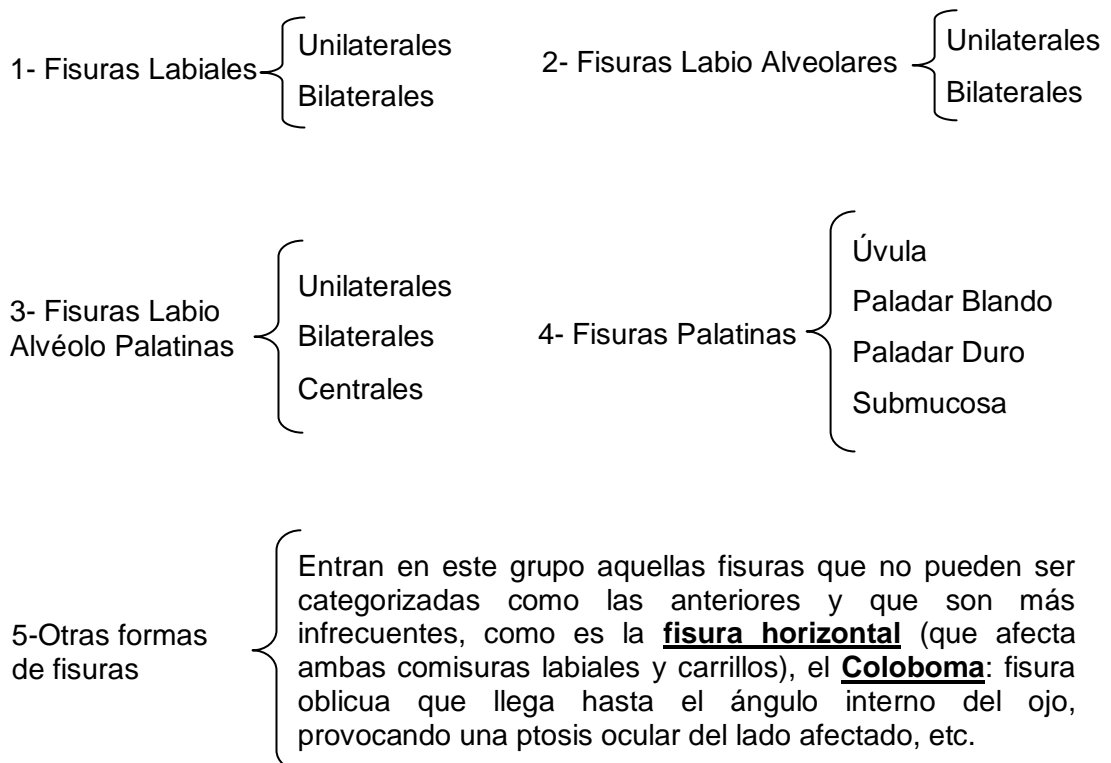 1- Fisuras Labiales
Unilaterales
Bilaterales
2- Fisuras Labio Alveolares
Unilaterales
Bilaterales
3- Fisuras Labio
Alvéolo Palatinas
Unilaterales
Bilaterales
Centrales
4- Fisuras Palatinas
Úvula
Paladar Blando
Paladar Duro
Submucosa
5-Otras formas
de fisuras
Entran en este grupo aquellas fisuras que no pueden ser
categorizadas como las anteriores y que son más
infrecuentes, como es la fisura horizontal (que afecta
ambas comisuras labiales y carrillos), el Coloboma: fisura
oblicua que llega hasta el ángulo interno del ojo,
provocando una ptosis ocular del lado afectado, etc.